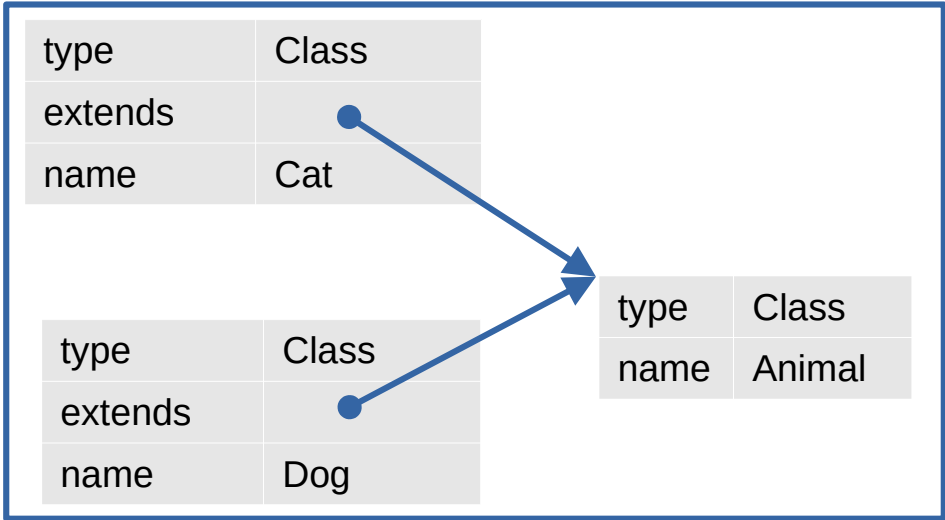 type Class
extends
name Cat
type Class
name Animal
type Class
extends
name Dog